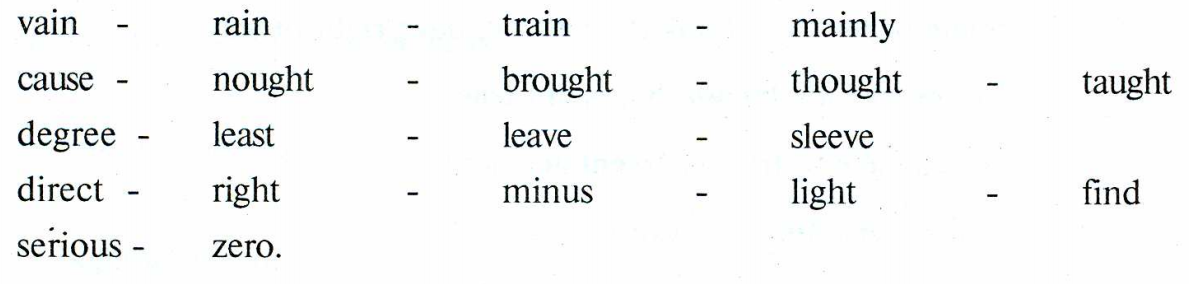 vain - rain - train - mainly
cause - nought - brought - thought - taught
degree - least - leave - sleeve
direct - right - minus - light - find
serious - zero.